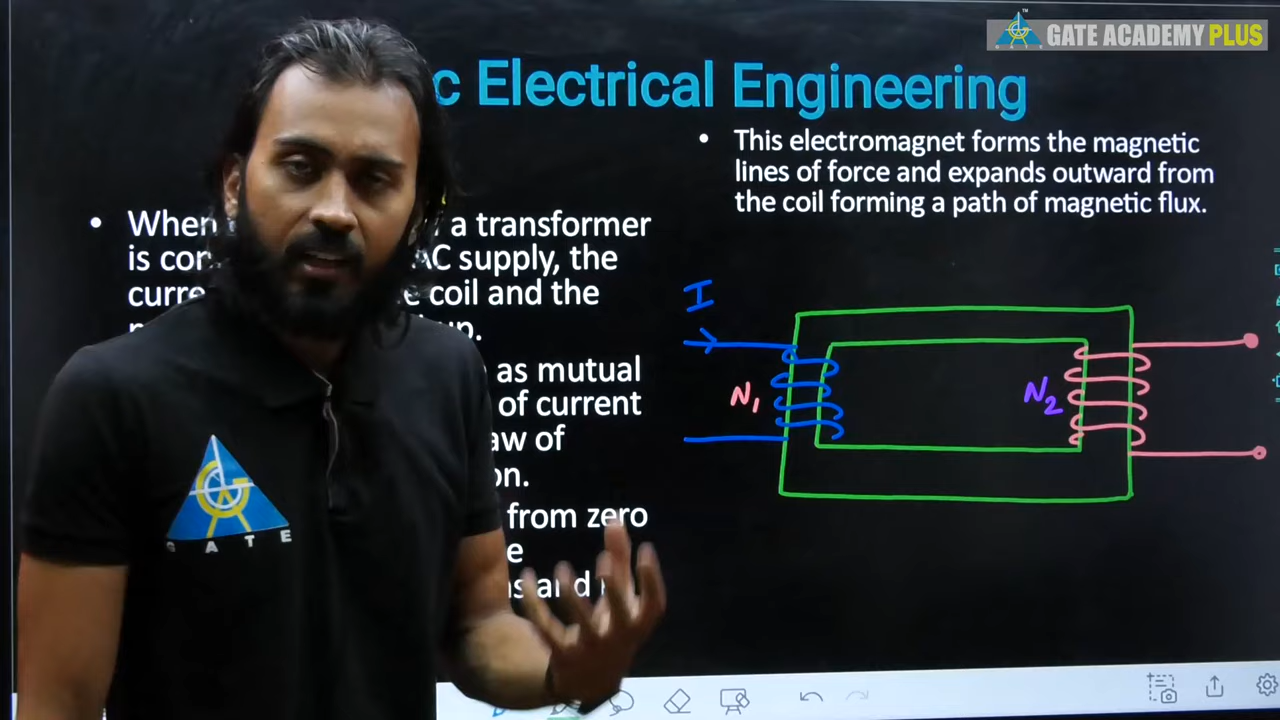 GATE ACADEMY PLUS
c Electrical Engineering
This electromagnet forms the magnetic
lines of force and expands outward from
the coil forming a path of magnetic flux.
When a transformer
is con AC supply, the
curre coil and the
up.
as mutual
of current
aw of
on.
from zero
and
I
N1
N2
GATE